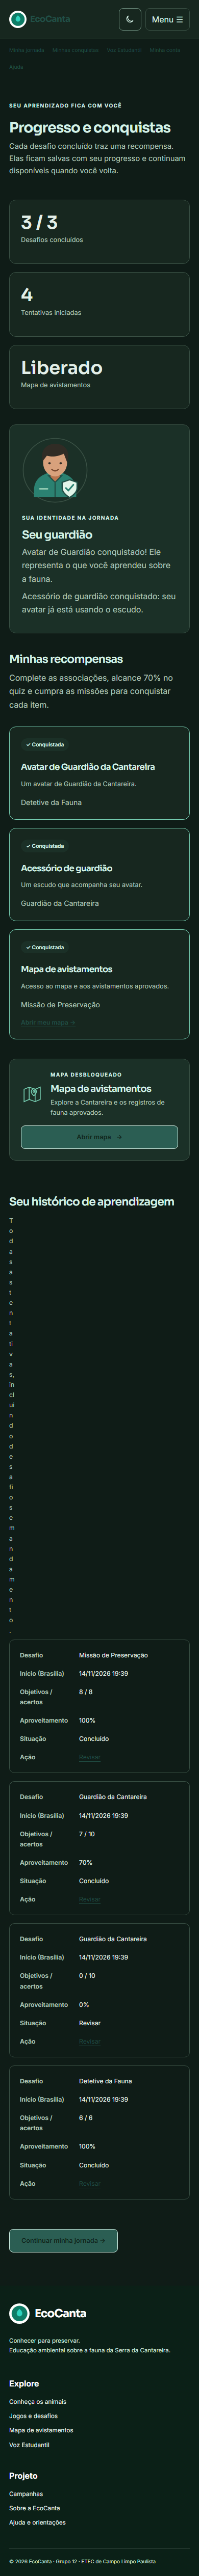 EcoCanta
Menu ☰
Minha jornada Minhas conquistas Voz Estudantil Minha conta
Ajuda
SEU APRENDIZADO FICA COM VOCÊ
Progresso e conquistas
Cada desafio concluído traz uma recompensa.
Elas ficam salvas com seu progresso e continuam
disponíveis quando você volta.
3 / 3
Desafios concluídos
4
Tentativas iniciadas
Liberado
Mapa de avistamentos
SUA IDENTIDADE NA JORNADA
Seu guardião
Avatar de Guardião conquistado! Ele
representa o que você aprendeu sobre
a fauna.
Acessório de guardião conquistado: seu
avatar já está usando o escudo.
Minhas recompensas
Complete as associações, alcance 70% no
quiz e cumpra as missões para conquistar
cada item.
✓ Conquistada
Avatar de Guardião da Cantareira
Um avatar de Guardião da Cantareira.
Detetive da Fauna
✓ Conquistada
Acessório de guardião
Um escudo que acompanha seu avatar.
Guardião da Cantareira
✓ Conquistada
Mapa de avistamentos
Acesso ao mapa e aos avistamentos aprovados.
Missão de Preservação
Abrir meu mapa →
MAPA DESBLOQUEADO
Mapa de avistamentos
Explore a Cantareira e os registros de
fauna aprovados.
Abrir mapa →
Seu histórico de aprendizagem
T
o
d
a
s
a
s
t
e
n
t
a
ti
v
a
s,
in
cl
ui
n
d
o
d
e
s
a
fi
o
s
e
m
a
n
d
a
m
e
n
t
o
.
Desafio Missão de Preservação
Início (Brasília) 14/11/2026 19:39
Objetivos /
acertos 8 / 8
Aproveitamento 100%
Situação Concluído
Ação Revisar
Desafio Guardião da Cantareira
Início (Brasília) 14/11/2026 19:39
Objetivos /
acertos 7 / 10
Aproveitamento 70%
Situação Concluído
Ação Revisar
Desafio Guardião da Cantareira
Início (Brasília) 14/11/2026 19:39
Objetivos /
acertos 0 / 10
Aproveitamento 0%
Situação Revisar
Ação Revisar
Desafio Detetive da Fauna
Início (Brasília) 14/11/2026 19:39
Objetivos /
acertos 6 / 6
Aproveitamento 100%
Situação Concluído
Ação Revisar
Continuar minha jornada →
EcoCanta
Conhecer para preservar.
Educação ambiental sobre a fauna da Serra da Cantareira.
Explore
Conheça os animais
Jogos e desafios
Mapa de avistamentos
Voz Estudantil
Projeto
Campanhas
Sobre a EcoCanta
Ajuda e orientações
© 2026 EcoCanta · Grupo 12 · ETEC de Campo Limpo Paulista